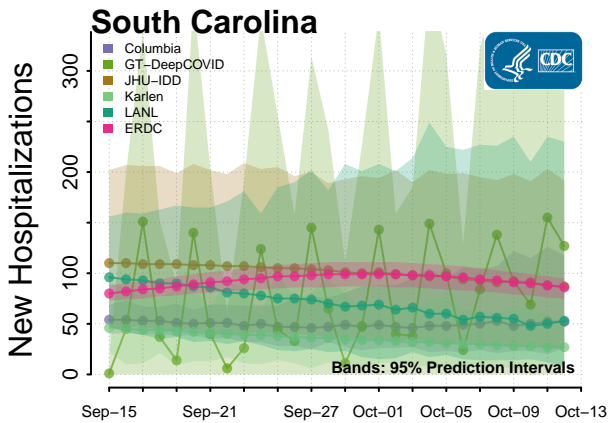 South Carolina
Columbia
GT–DeepCOVID
JHU–IDD
Karlen
LANL
ERDC
CDC
New Hospitalizations
300
200
100
50
0
Bands: 95% Prediction Intervals
Sep–15 Sep–21 Sep–27 Oct–01 Oct–05 Oct–09 Oct–13